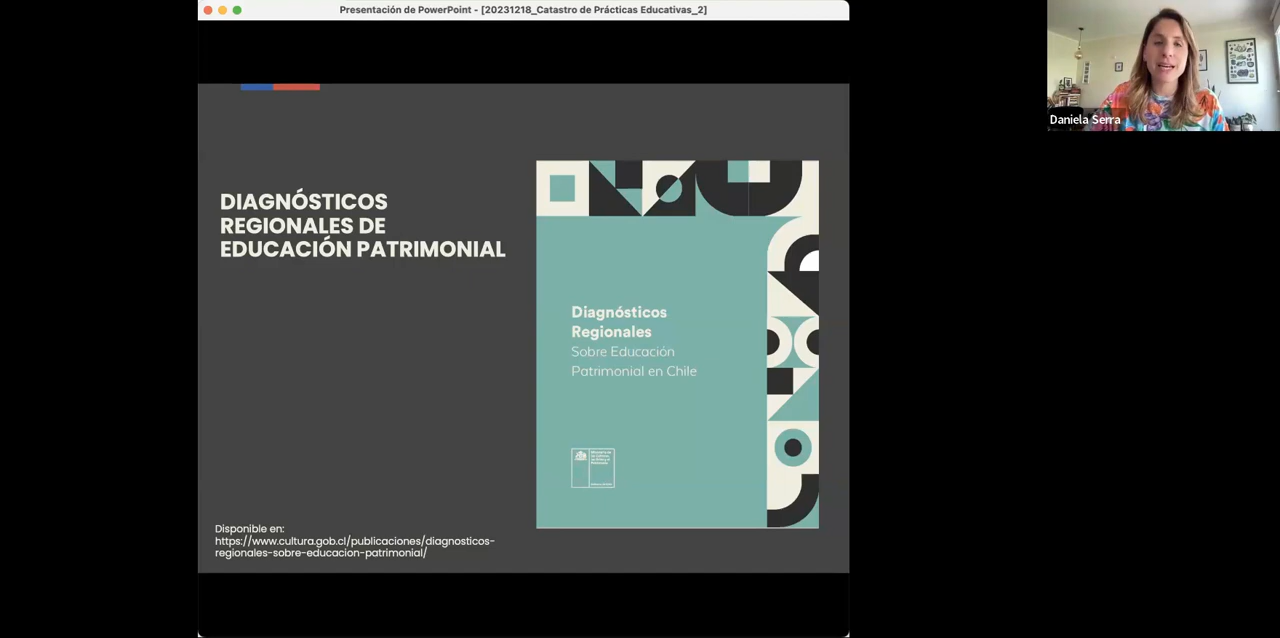 Presentación de PowerPoint - [20231218_Catastro de Prácticas Educativas_2]
Daniela Serra
DIAGNÓSTICOS
REGIONALES DE
EDUCACIÓN PATRIMONIAL
Diagnósticos
Regionales
Sobre Educación
Patrimonial en Chile
Disponible en:
https://www.cultura.gob.cl/publicaciones/diagnosticos-
regionales-sobre-educacion-patrimonial/